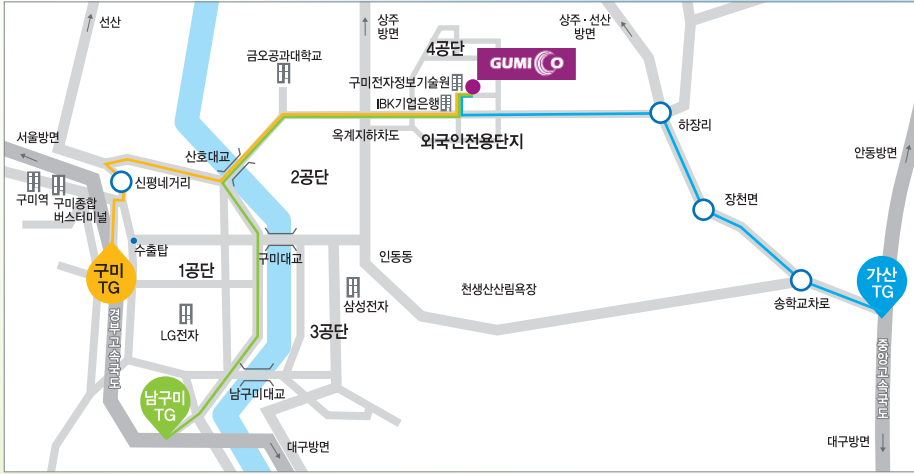 선산
상주
방면
상주·선산
방면
4공단
GUMICO
금오공과대학교
구미전자정보기술원
IBK기업은행
하장리
옥계지하차도
외국인전용단지
서울방면
산호대교
안동방면
2공단
신평네거리
구미역
구미종합
버스터미널
장천면
수출탑
구미대교
인동동
구미
TG
1공단
가산
TG
천생산산림욕장
삼성전자
송학교차로
LG전자
3공단
경부고속국도
중앙고속국도
남구미대교
남구미
TG
대구방면
대구방면